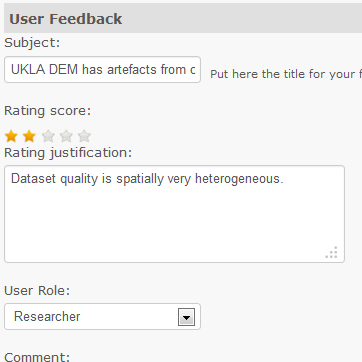 User Feedback
Subject:
UKLA DEM has artefacts from
Put here the title for your
Rating score:
Rating justification:
Dataset quality is spatially very heterogeneous.
User Role:
Researcher
Comment: